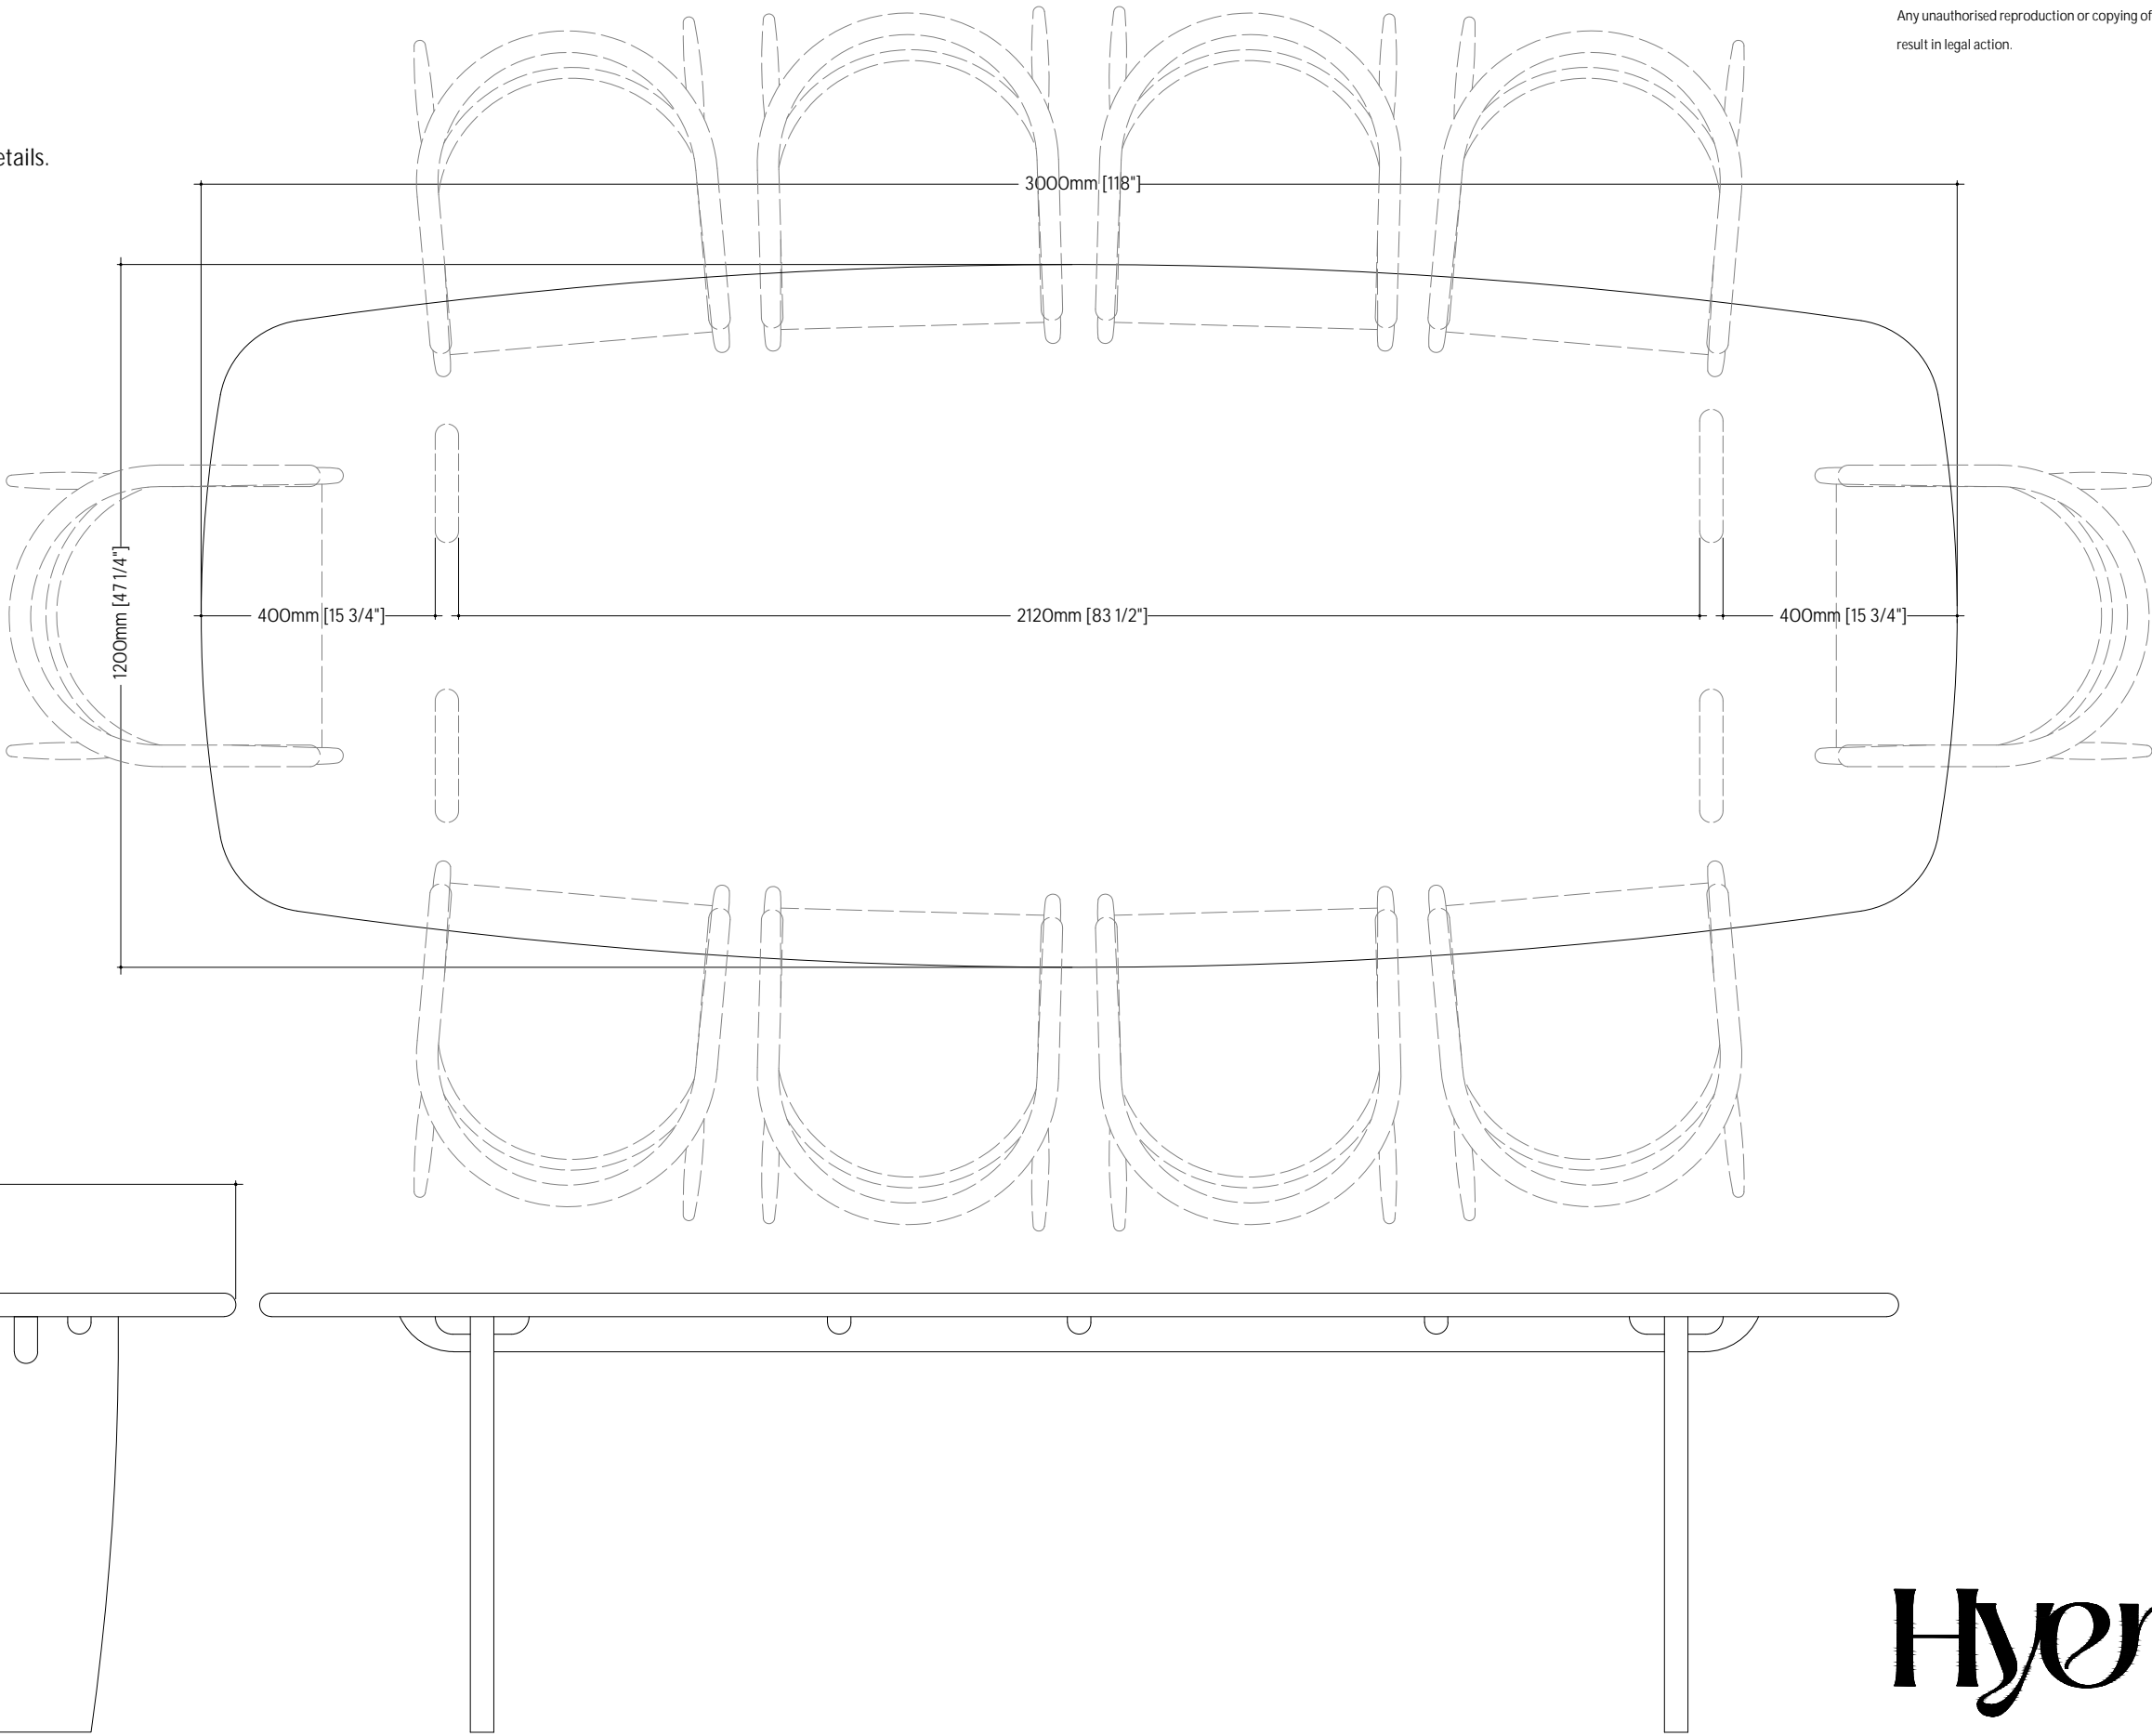 Any unauthorised reproduction or copying of
result in legal action.
etails.
3000mm [118"]
1200mm [47 1/4"]
400mm [15 3/4"]
2120mm [83 1/2"]
400mm [15 3/4"]
Hyer